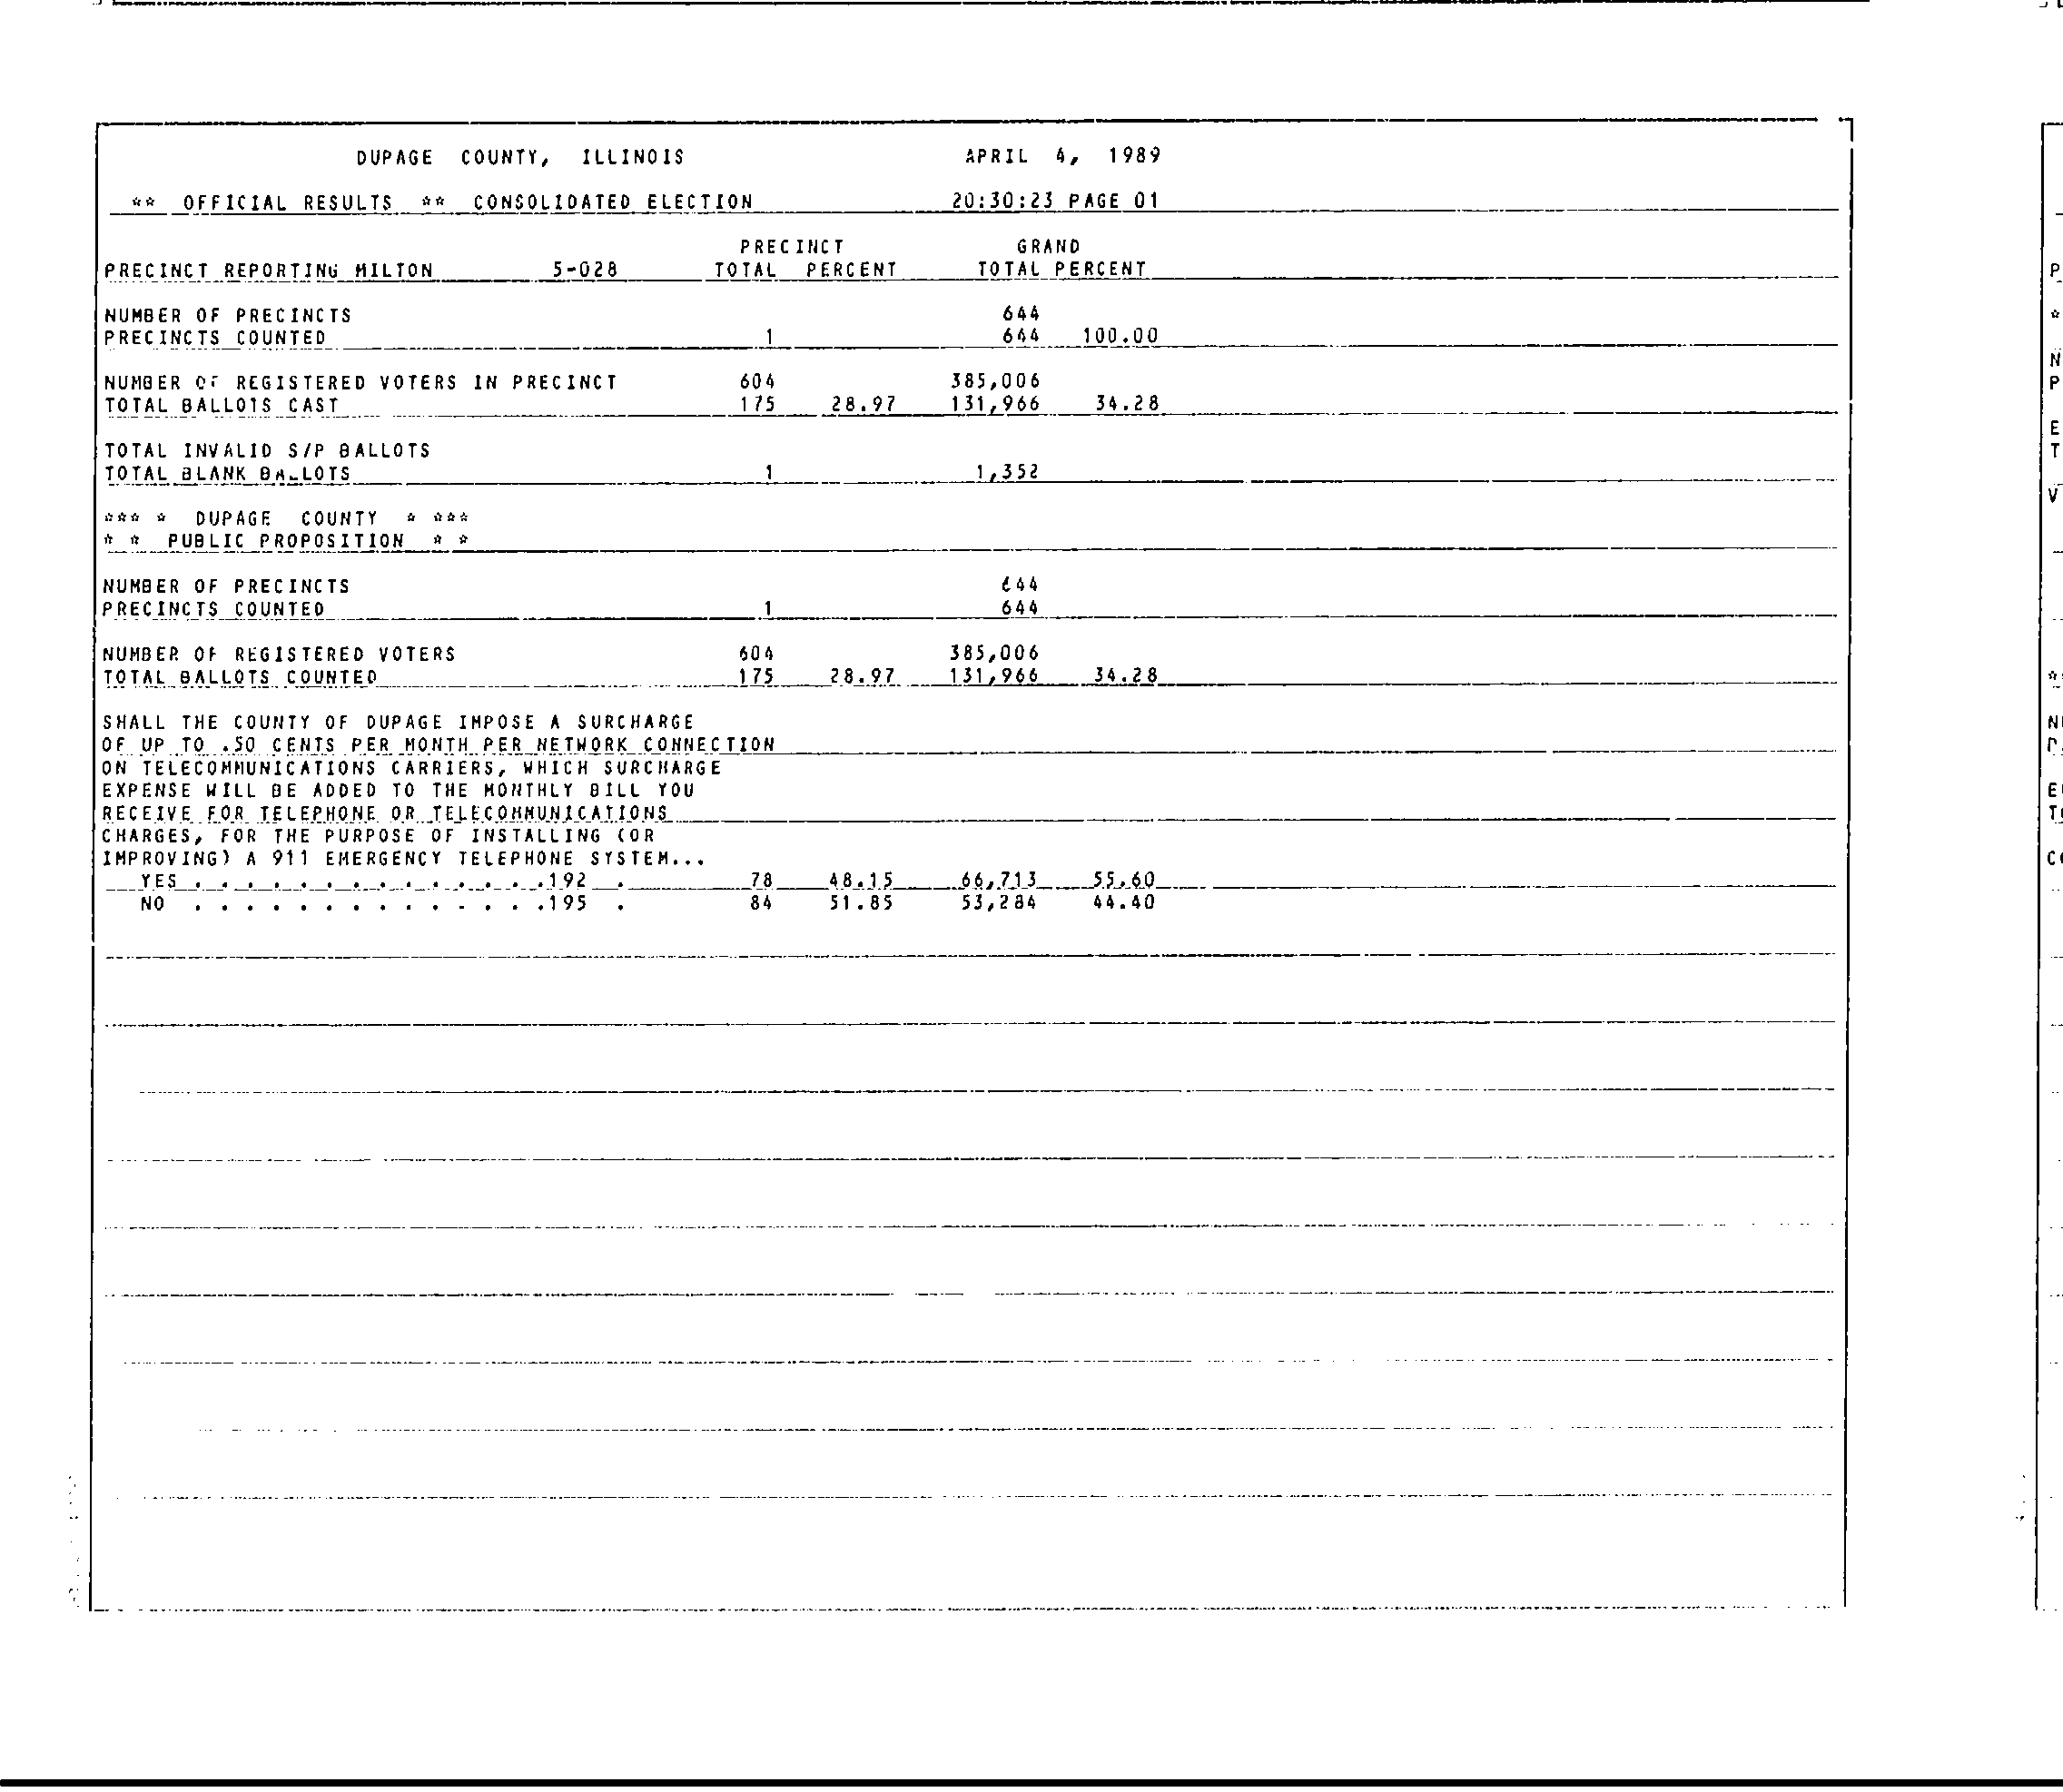 DUPAGE COUNTY, ILLINOIS APRIL 4, 1989
** OFFICIAL RESULTS ** CONSOLIDATED ELECTION 20:30:23 PAGE 01
PRECINCT GRAND
PRECINCT REPORTING MILTON 5-028 TOTAL PERCENT TOTAL PERCENT
NUMBER OF PRECINCTS 644
PRECINCTS COUNTED 1 644 100.00
NUMBER OF REGISTERED VOTERS IN PRECINCT 604 385,006
TOTAL BALLOTS CAST 175 28.97 131,966 34.28
TOTAL INVALID S/P BALLOTS
TOTAL BLANK BALLOTS 1 1,352
*** * DUPAGE COUNTY * ***
* * PUBLIC PROPOSITION * *
NUMBER OF PRECINCTS 644
PRECINCTS COUNTED 1 644
NUMBER OF REGISTERED VOTERS 604 385,006
TOTAL BALLOTS COUNTED 175 28.97 131,966 34.28
SHALL THE COUNTY OF DUPAGE IMPOSE A SURCHARGE
OF UP TO .50 CENTS PER MONTH PER NETWORK CONNECTION
ON TELECOMMUNICATIONS CARRIERS, WHICH SURCHARGE
EXPENSE WILL BE ADDED TO THE MONTHLY BILL YOU
RECEIVE FOR TELEPHONE OR TELECOMMUNICATIONS
CHARGES, FOR THE PURPOSE OF INSTALLING (OR
IMPROVING) A 911 EMERGENCY TELEPHONE SYSTEM...
YES . . . . . . . . . . . . . .192 . 78 48.15 66,713 55.60
NO . . . . . . . . . . . . . .195 . 84 51.85 53,284 44.40